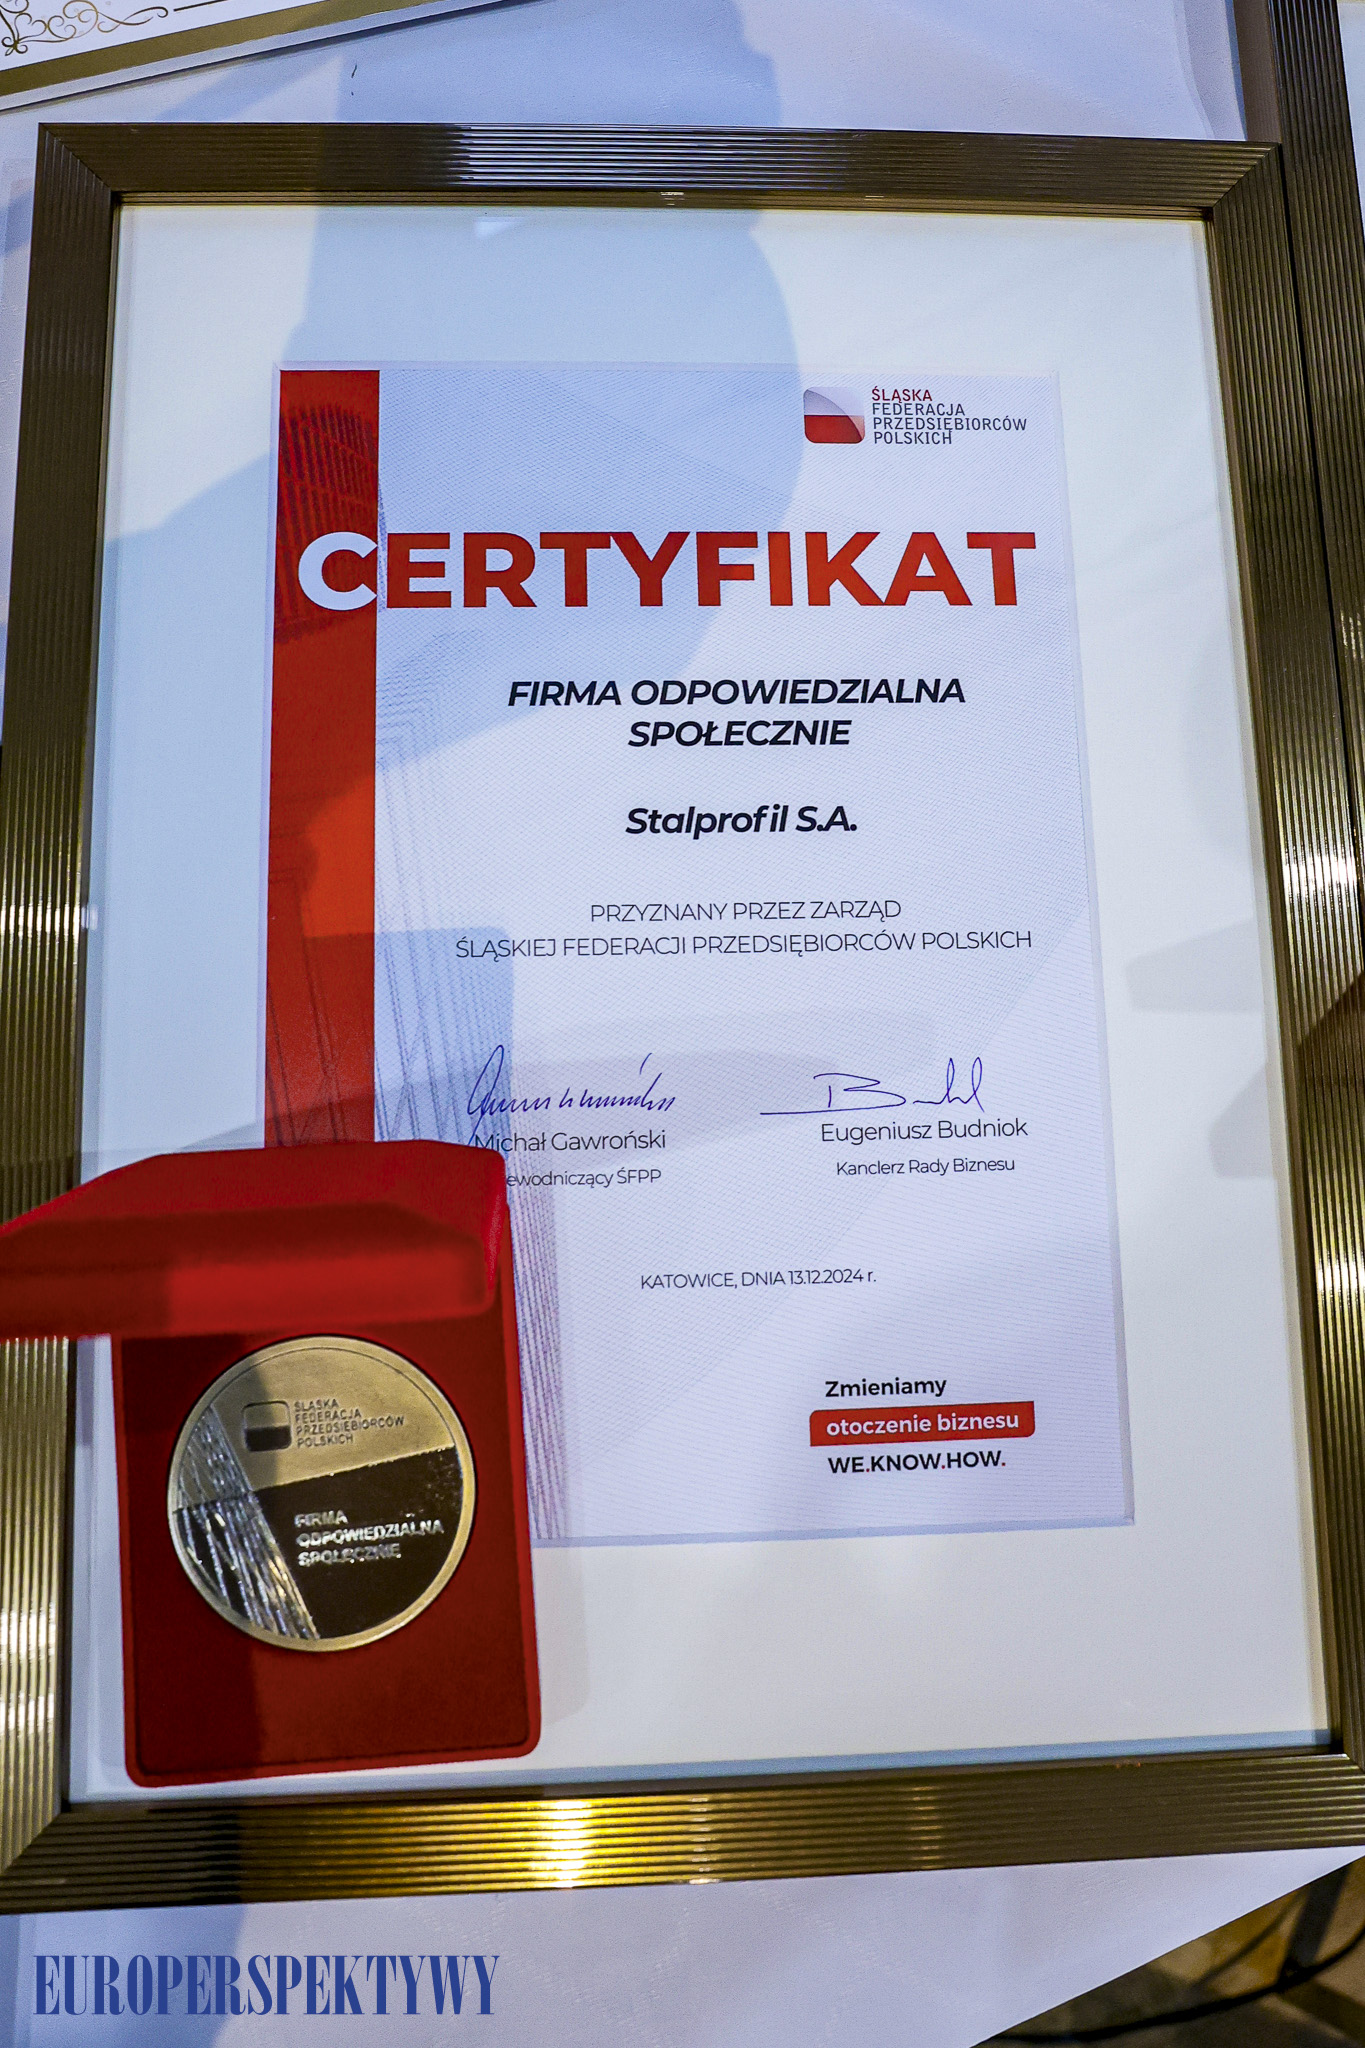 ŚLĄSKA
FEDERACJA
PRZEDSIĘBIORCÓW
POLSKICH
CERTYFIKAT
FIRMA ODPOWIEDZIALNA
SPOŁECZNIE
Stalprofil S.A.
PRZYZNANY PRZEZ ZARZĄD
ŚLĄSKIEJ FEDERACJI PRZEDSIĘBIORCÓW POLSKICH
Michał Gawroński
ewodniczący ŚFPP
Eugeniusz Budniok
Kanclerz Rady Biznesu
KATOWICE, DNIA 13.12.2024 r.
Zmieniamy
otoczenie biznesu
WE.KNOW.HOW.
ŚLĄSKA
FEDERACJA
PRZEDSIĘBIORCÓW
POLSKICH
FIRMA
ODPOWIEDZIALNA
SPOŁECZNIE
EUROPERSPEKTYWY